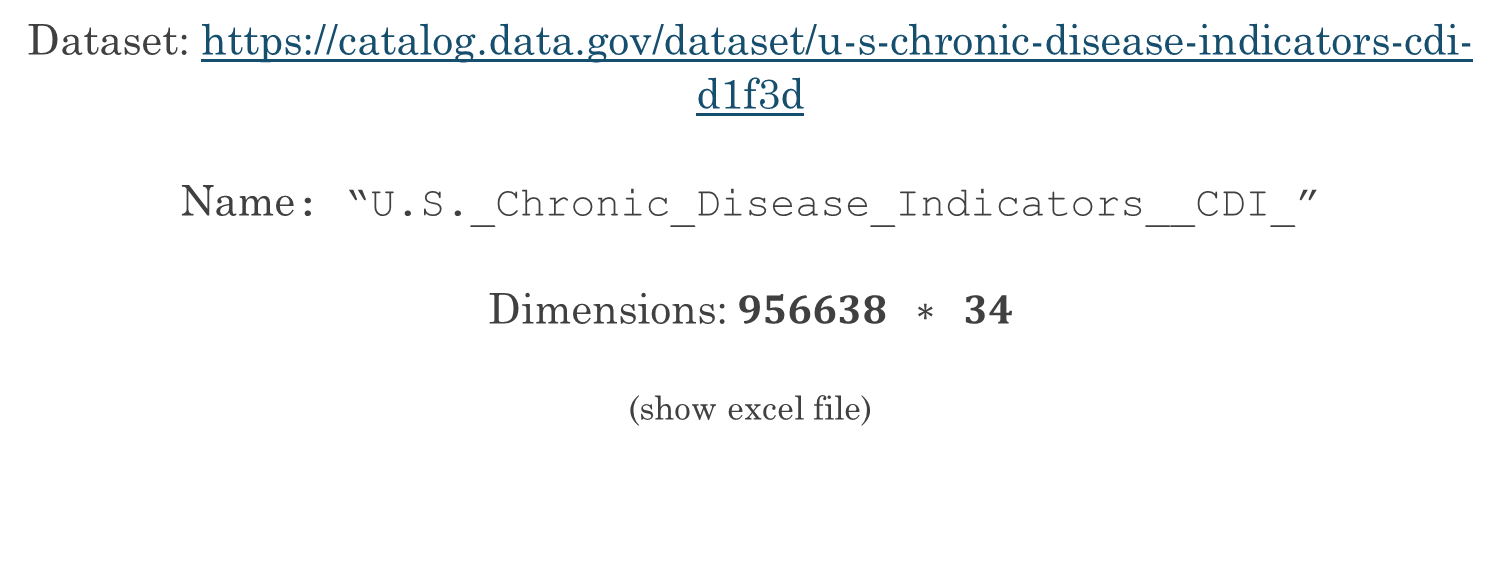 Dataset: https://catalog.data.gov/dataset/u-s-chronic-disease-indicators-cdi-
d1f3d
Name: “U.S._Chronic_Disease_Indicators__CDI_”
Dimensions: 956638 * 34
(show excel file)